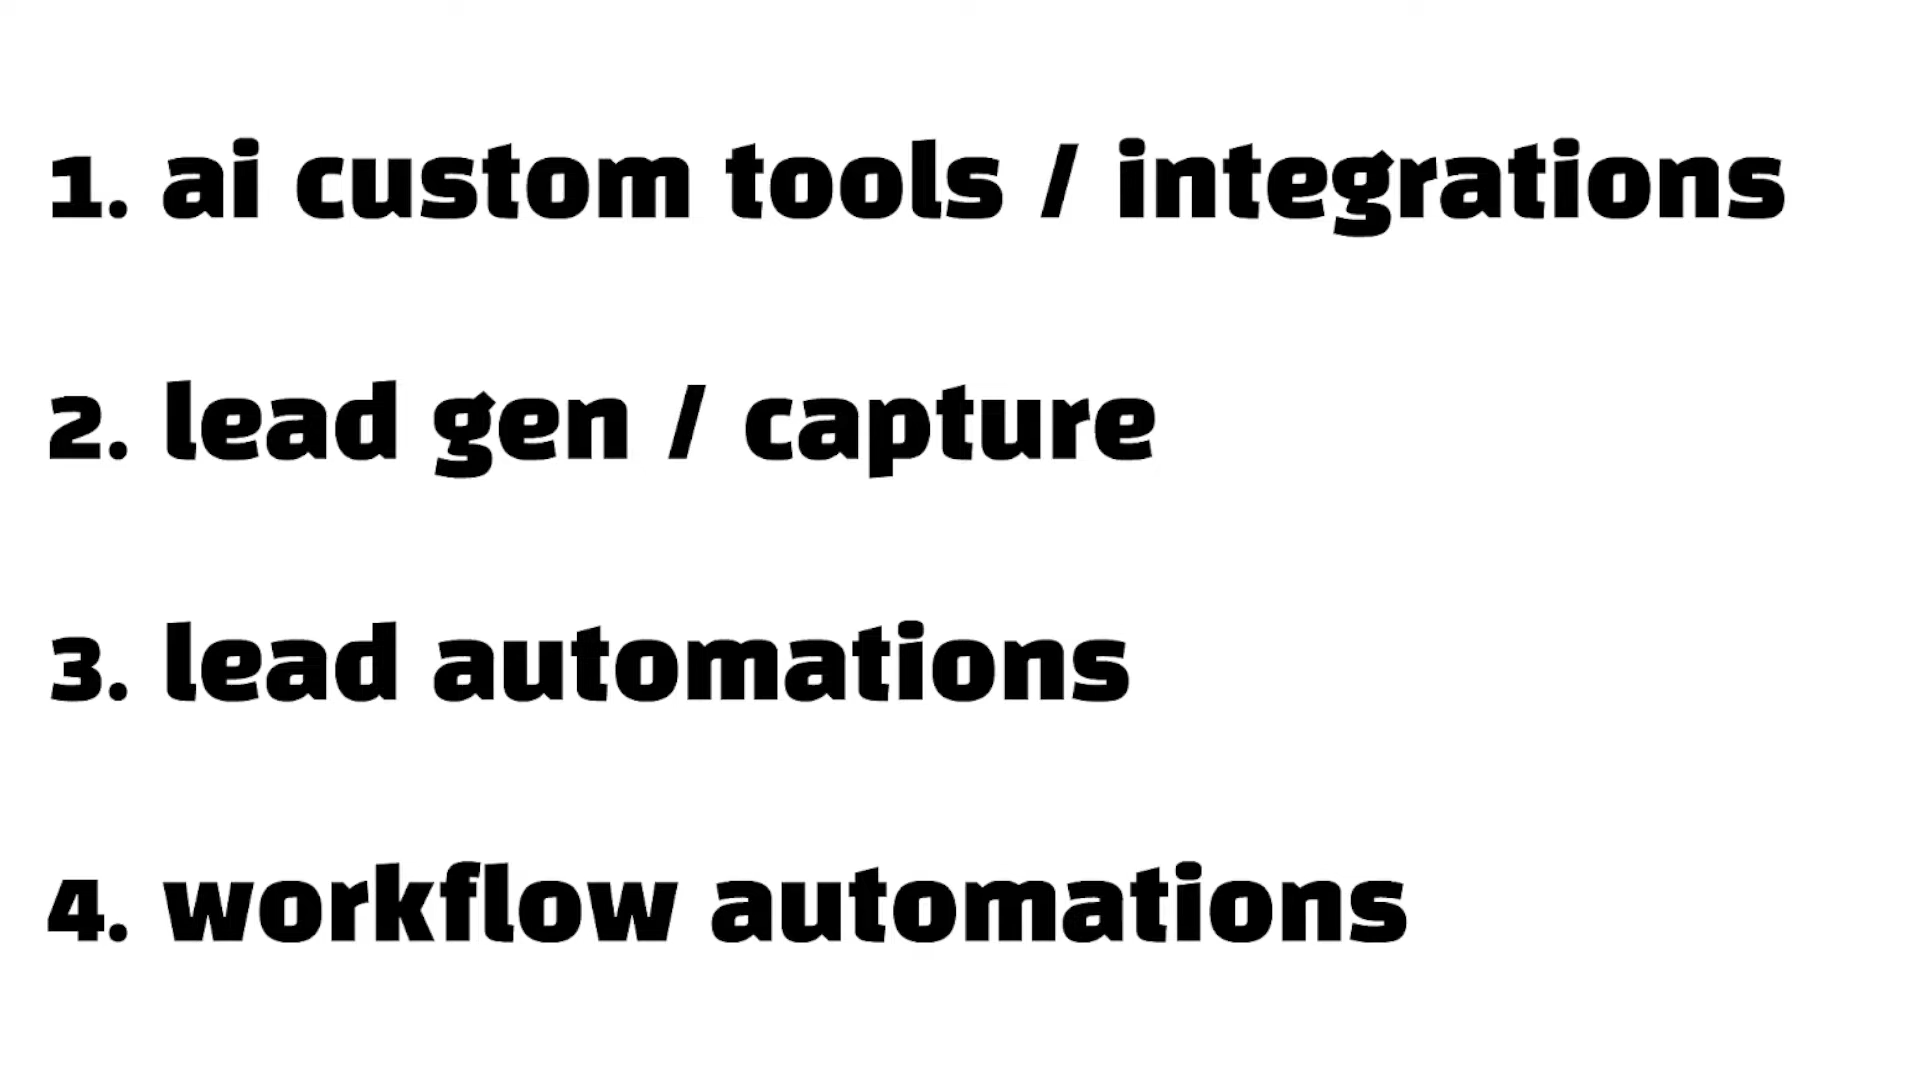 1. ai custom tools / integrations
2. lead gen / capture
3. lead automations
4. workflow automations